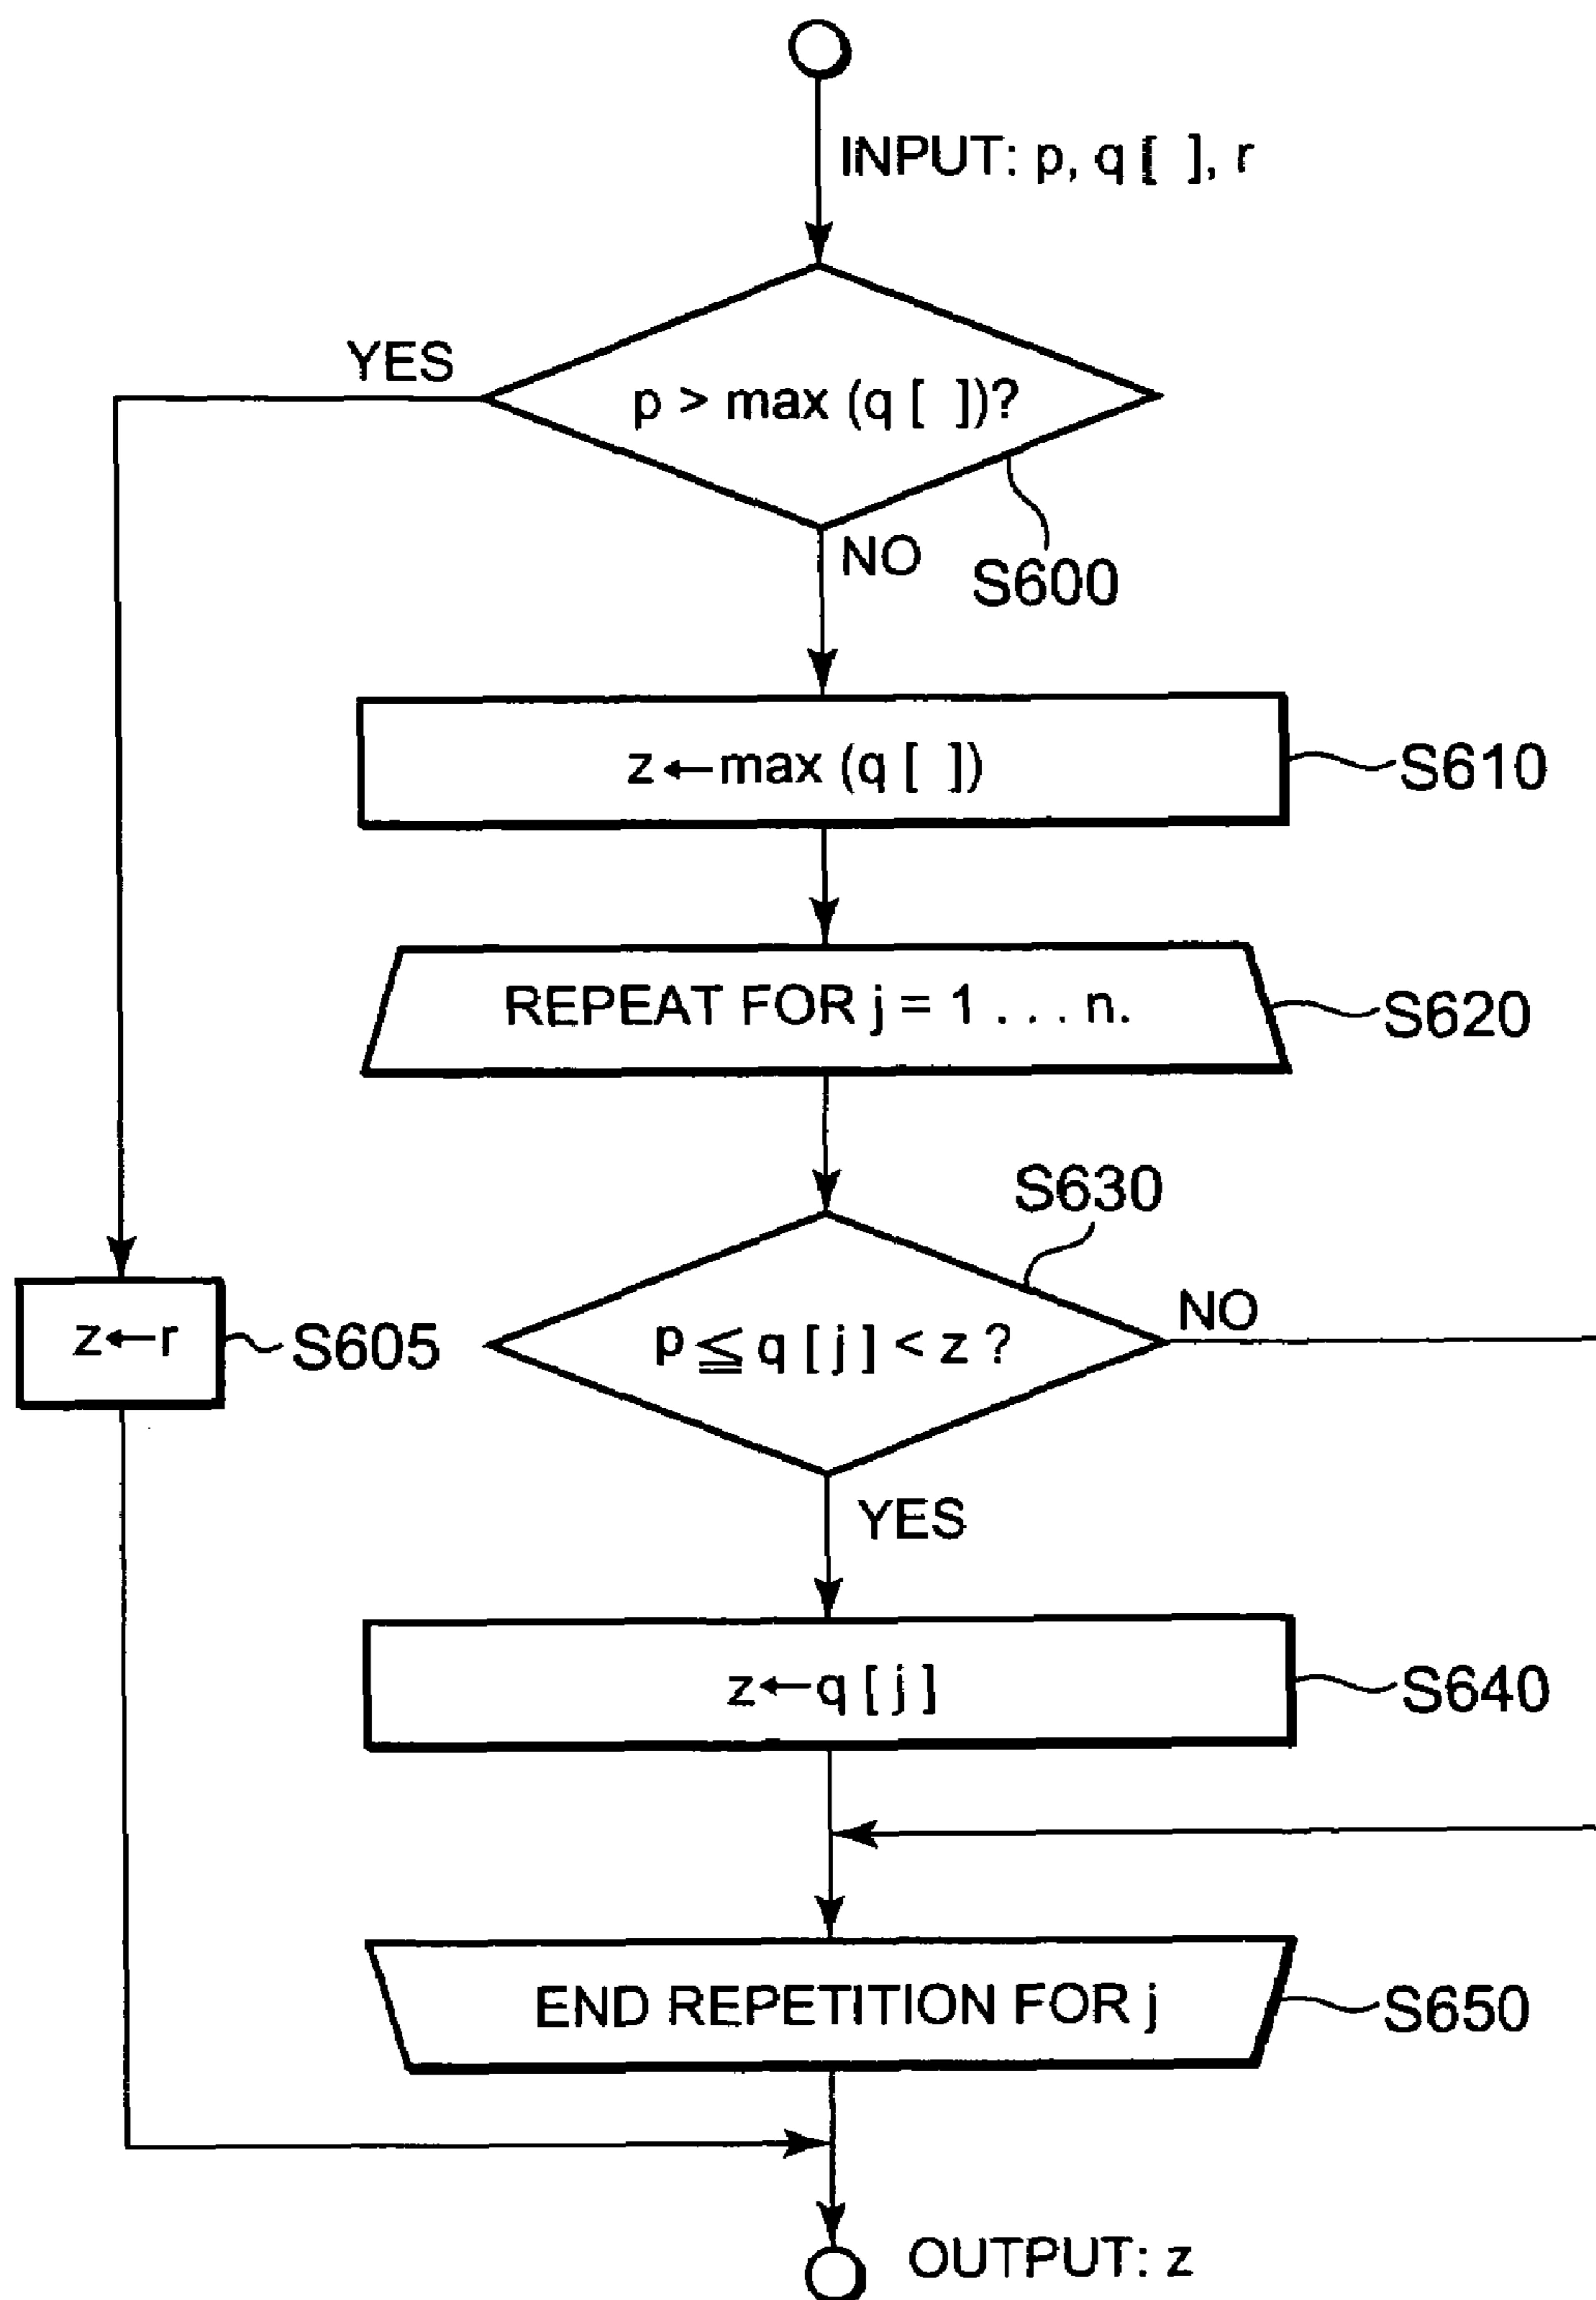 INPUT: p, q [ ], r
YES
p > max (q [ ])?
NO
S600
z←max (q [ ])
S610
REPEAT FOR j = 1 . . . n.
S620
S630
NO
z←r
S605
p ≦ q [ j ] < z ?
YES
z←q [ j ]
S640
END REPETITION FOR j
S650
OUTPUT: z